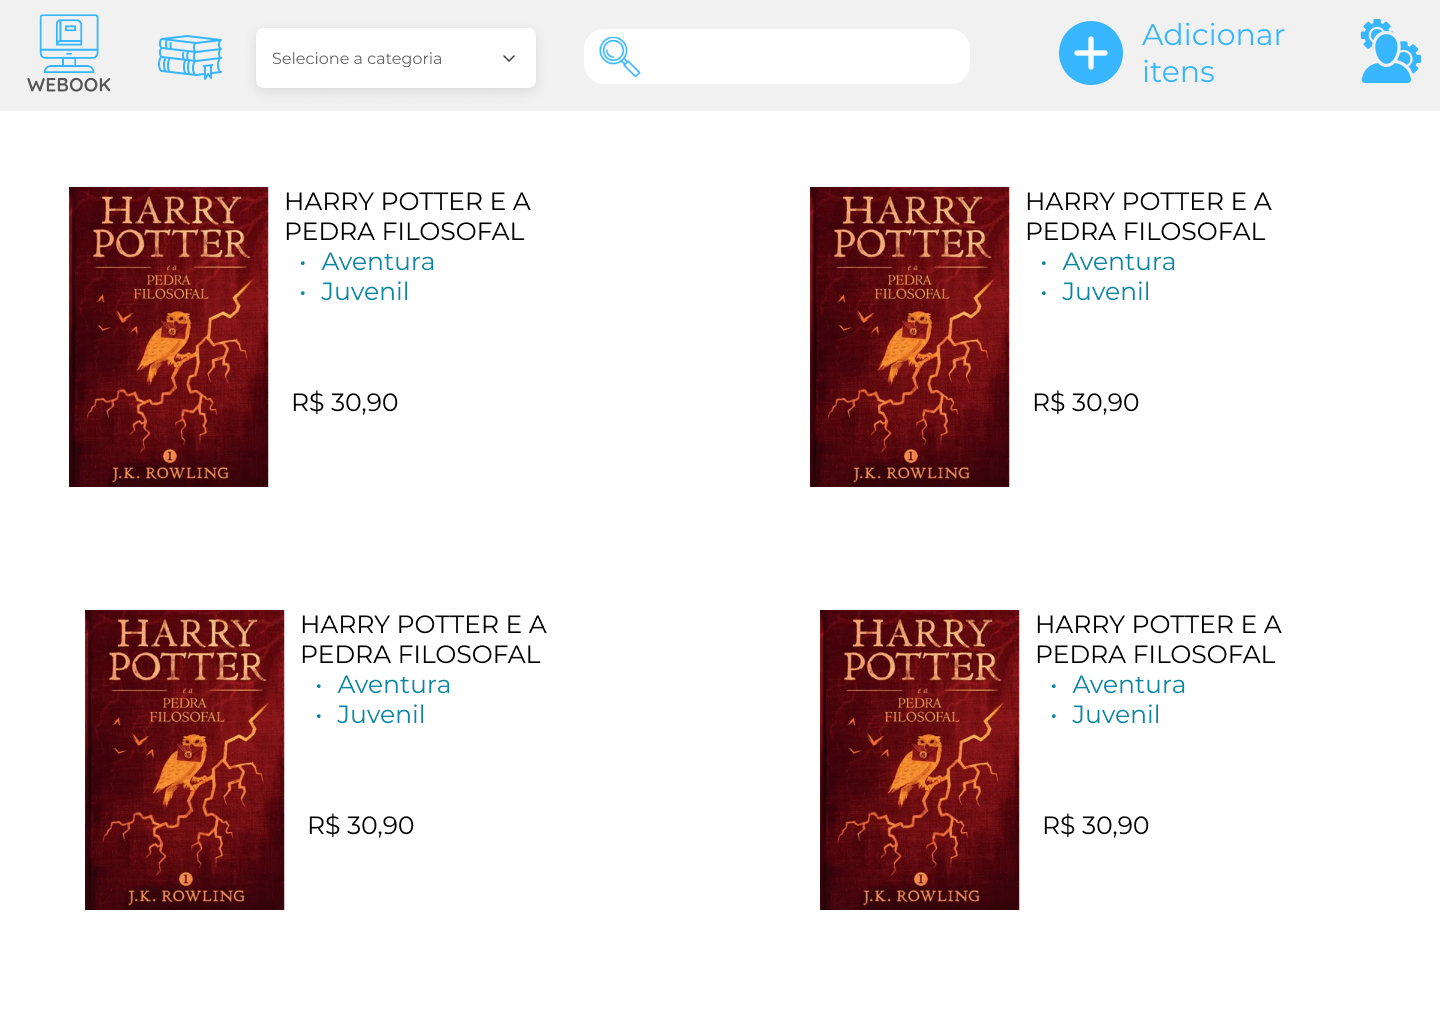 WEBOOK
Selecione a categoria
Adicionar
itens
HARRY
POTTER
e a
PEDRA
FILOSOFAL
1
J.K. ROWLING
HARRY POTTER E A
PEDRA FILOSOFAL
• Aventura
• Juvenil
R$ 30,90
HARRY
POTTER
e a
PEDRA
FILOSOFAL
1
J.K. ROWLING
HARRY POTTER E A
PEDRA FILOSOFAL
• Aventura
• Juvenil
R$ 30,90
HARRY
POTTER
e a
PEDRA
FILOSOFAL
1
J.K. ROWLING
HARRY POTTER E A
PEDRA FILOSOFAL
• Aventura
• Juvenil
R$ 30,90
HARRY
POTTER
e a
PEDRA
FILOSOFAL
1
J.K. ROWLING
HARRY POTTER E A
PEDRA FILOSOFAL
• Aventura
• Juvenil
R$ 30,90